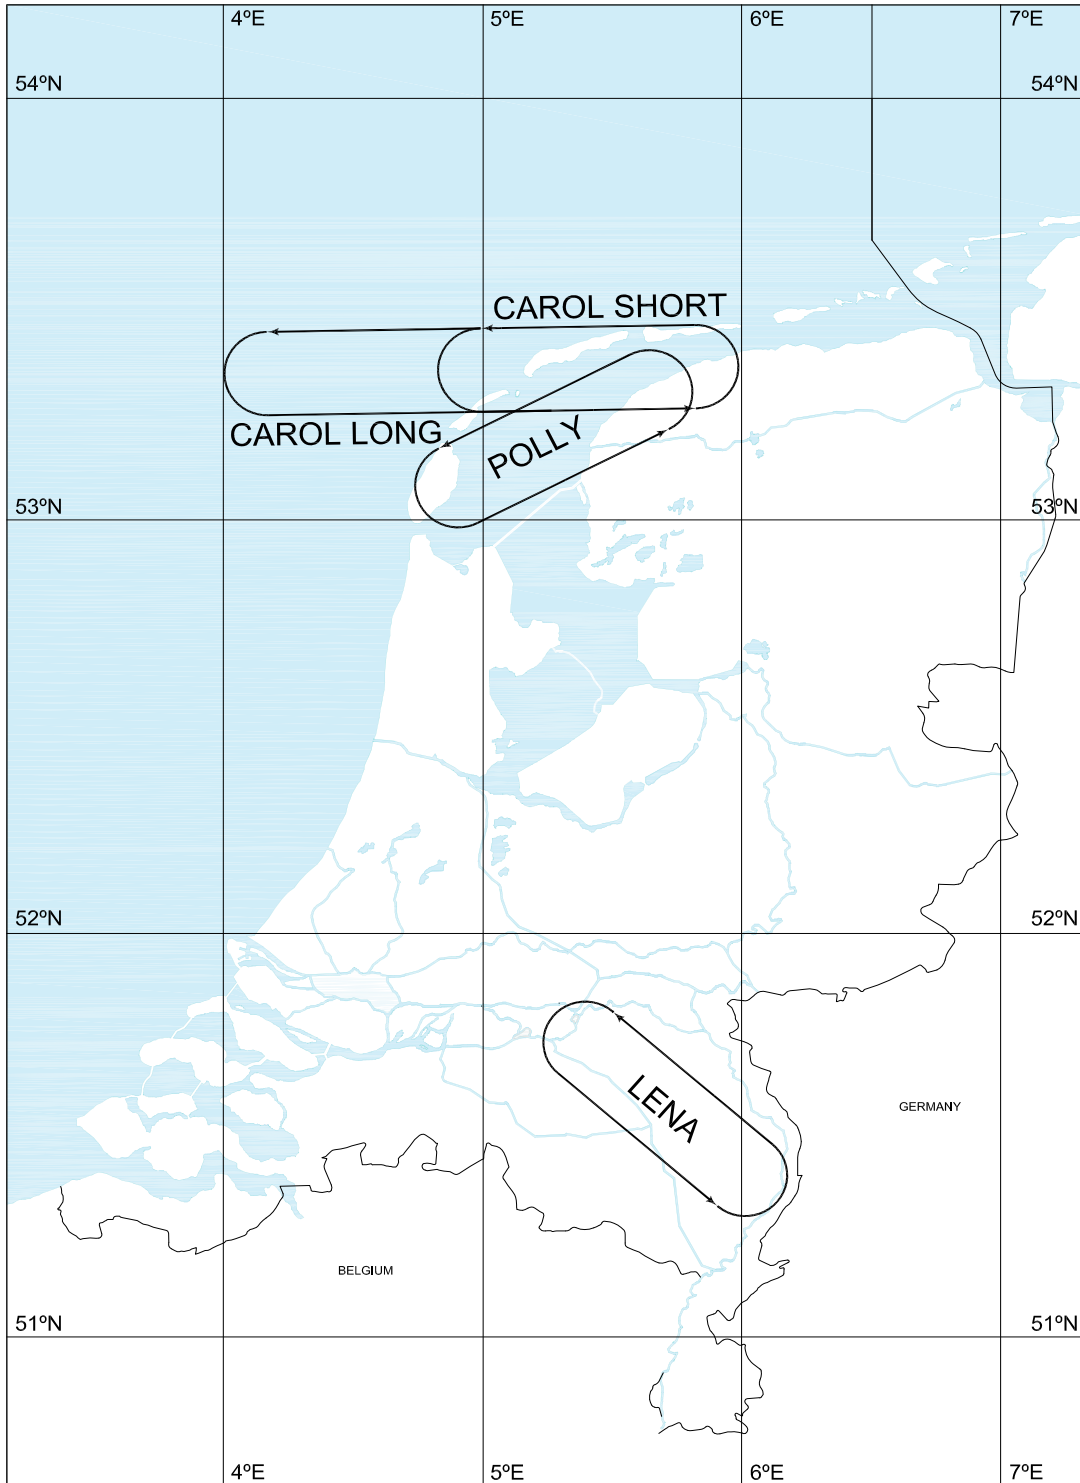 4ºE
5ºE
6ºE
7ºE
54ºN
54ºN
CAROL SHORT
CAROL LONG
POLLY
53ºN
53ºN
52ºN
52ºN
LENA
GERMANY
BELGIUM
51ºN
51ºN
4ºE
5ºE
6ºE
7ºE